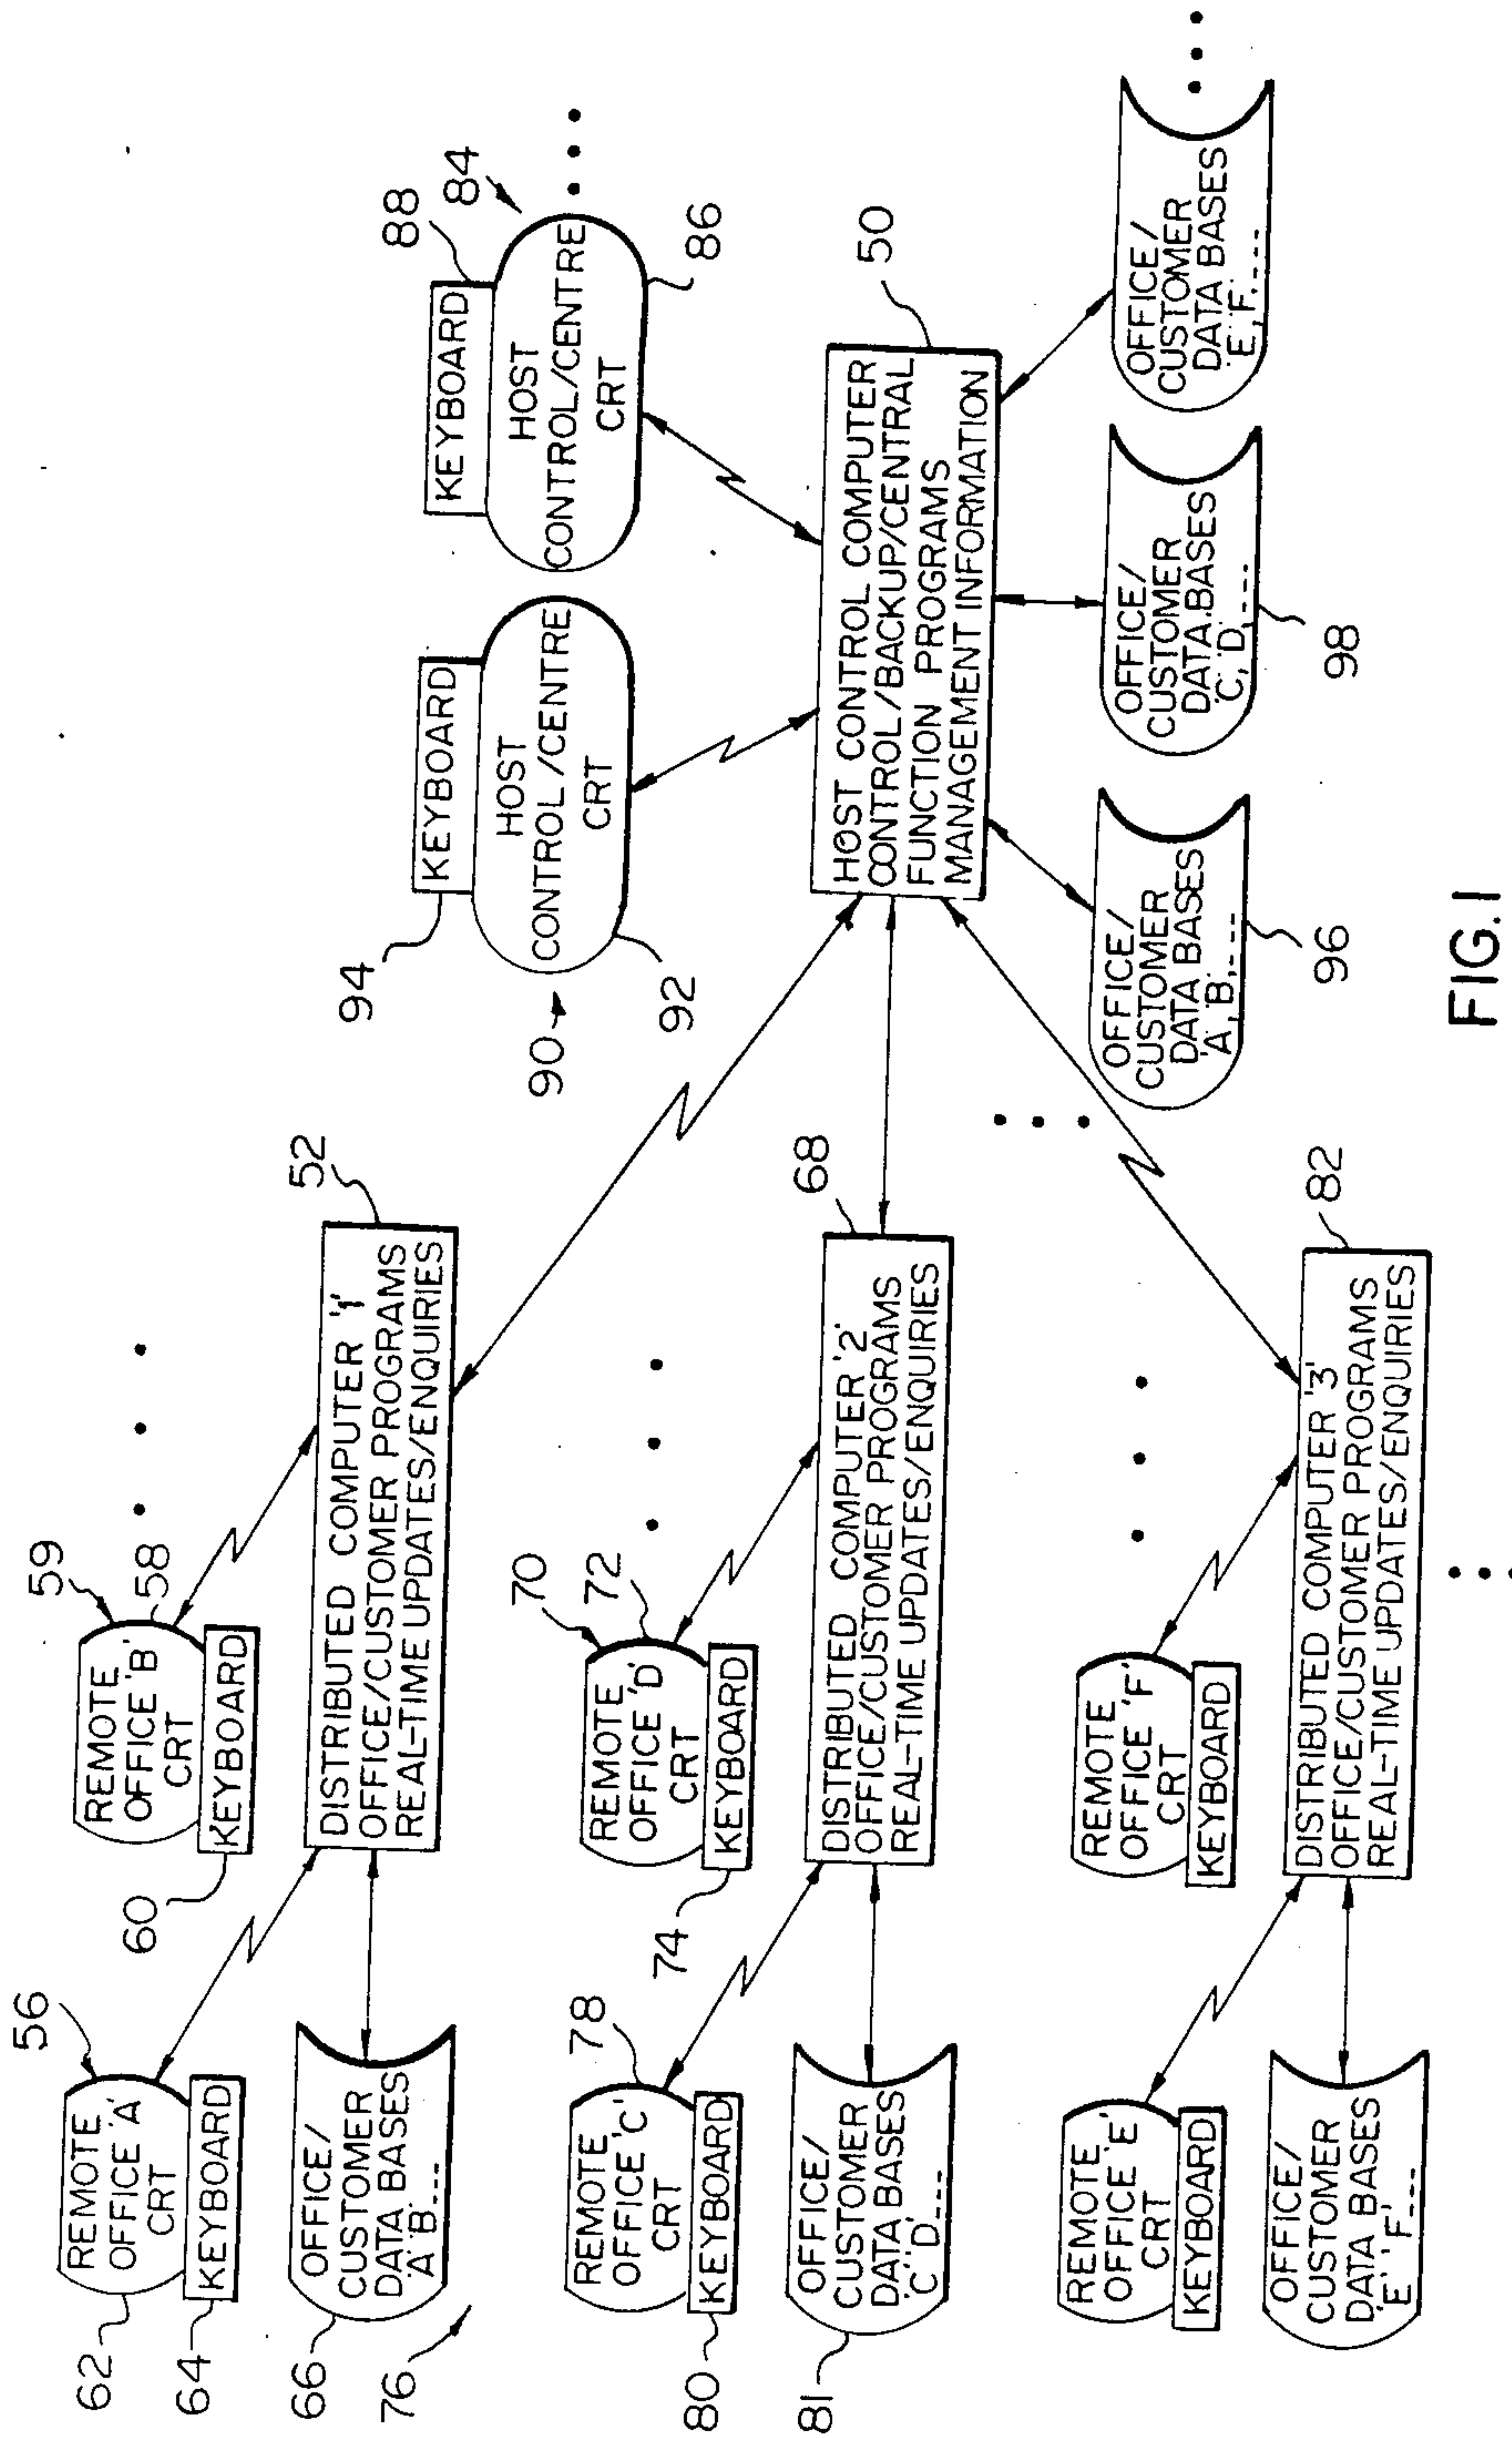 59
REMOTE
OFFICE 'B'
CRT
58
KEYBOARD
60
56
REMOTE
OFFICE 'A'
CRT
62
KEYBOARD
64
52
DISTRIBUTED COMPUTER '1'
OFFICE/CUSTOMER PROGRAMS
REAL-TIME UPDATES/ENQUIRIES
OFFICE/
CUSTOMER
DATA BASES
'A' 'B' ---
66
76
70
REMOTE
OFFICE 'D'
CRT
72
KEYBOARD
74
REMOTE
OFFICE 'C'
CRT
78
KEYBOARD
80
68
DISTRIBUTED COMPUTER '2'
OFFICE/CUSTOMER PROGRAMS
REAL-TIME UPDATES/ENQUIRIES
OFFICE/
CUSTOMER
DATA BASES
'C' 'D' ---
81
REMOTE
OFFICE 'F'
CRT
KEYBOARD
REMOTE
OFFICE 'E'
CRT
KEYBOARD
82
DISTRIBUTED COMPUTER '3'
OFFICE/CUSTOMER PROGRAMS
REAL-TIME UPDATES/ENQUIRIES
OFFICE/
CUSTOMER
DATA BASES
'E' 'F' ---
94
KEYBOARD
HOST
CONTROL/CENTRE
CRT
90
92
88
84
KEYBOARD
HOST
CONTROL/CENTRE
CRT
86
50
HOST CONTROL COMPUTER
CONTROL/BACKUP/CENTRAL
FUNCTION PROGRAMS
MANAGEMENT INFORMATION
OFFICE/
CUSTOMER
DATA BASES
'A', 'B', ----
96
OFFICE/
CUSTOMER
DATA BASES
'C', 'D', ----
98
OFFICE/
CUSTOMER
DATA BASES
'E', 'F', ----
FIG. 1